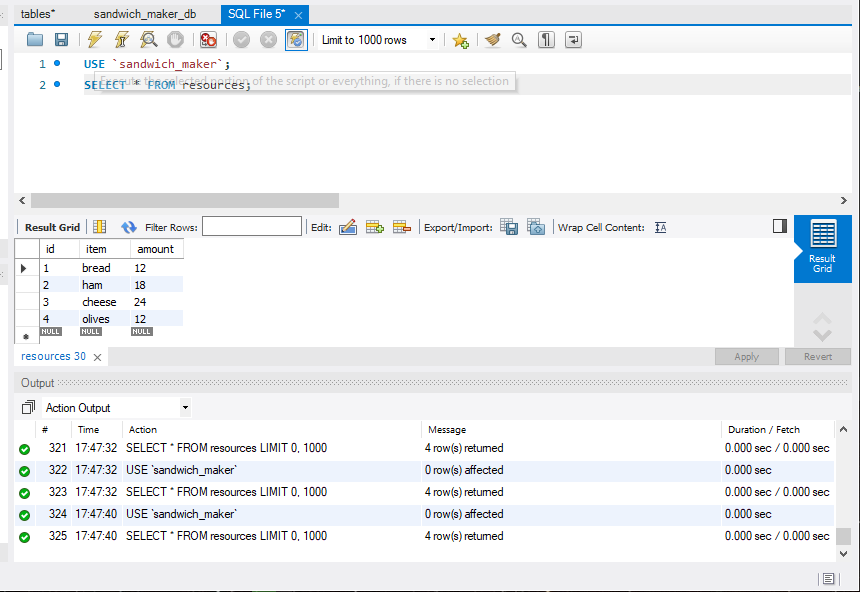 tables* sandwich_maker_db SQL File 5*
Limit to 1000 rows
1 USE `sandwich_maker`;
Execute the selected portion of the script or everything, if there is no selection
2 SELECT * FROM resources;
Result Grid Filter Rows: Edit: Export/Import: Wrap Cell Content:
Result
Grid
id item amount
1 bread 12
2 ham 18
3 cheese 24
4 olives 12
NULL NULL NULL
resources 30 Apply Revert
Output
Action Output
# Time Action Message Duration / Fetch
321 17:47:32 SELECT * FROM resources LIMIT 0, 1000 4 row(s) returned 0.000 sec / 0.000 sec
322 17:47:32 USE `sandwich_maker` 0 row(s) affected 0.000 sec
323 17:47:32 SELECT * FROM resources LIMIT 0, 1000 4 row(s) returned 0.000 sec / 0.000 sec
324 17:47:40 USE `sandwich_maker` 0 row(s) affected 0.000 sec
325 17:47:40 SELECT * FROM resources LIMIT 0, 1000 4 row(s) returned 0.000 sec / 0.000 sec